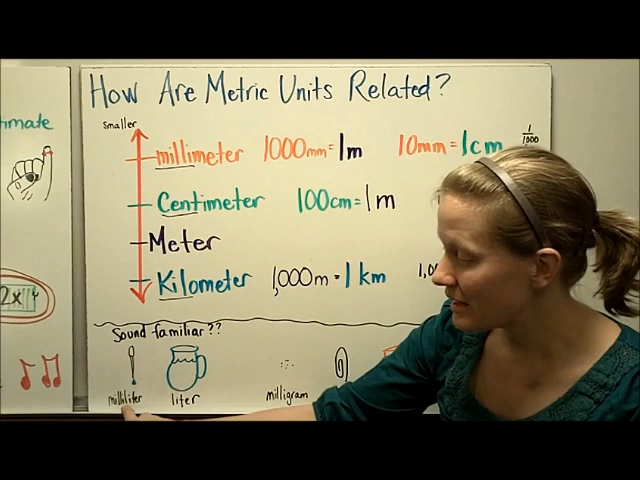 How Are Metric Units Related?
smaller
millimeter 1000mm = 1m 10mm = 1cm 1/1000
Centimeter 100cm = 1m
Meter
Kilometer 1,000m = 1 km
Sound familiar??
milliliter liter milligram
2x